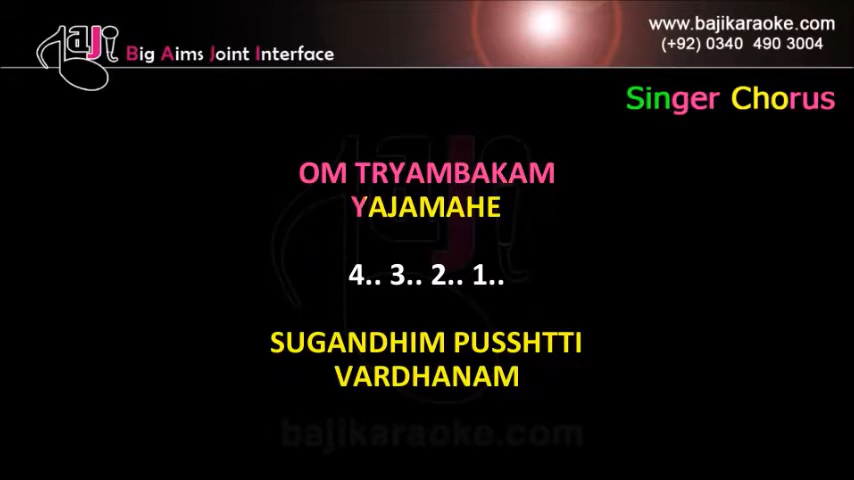 www.bajikaraoke.com
(+92) 0340 490 3004
Baji Big Aims Joint Interface
Singer Chorus
OM TRYAMBAKAM
YAJAMAHE
4.. 3.. 2.. 1..
SUGANDHIM PUSSHTTI
VARDHANAM
bajikaraoke.com